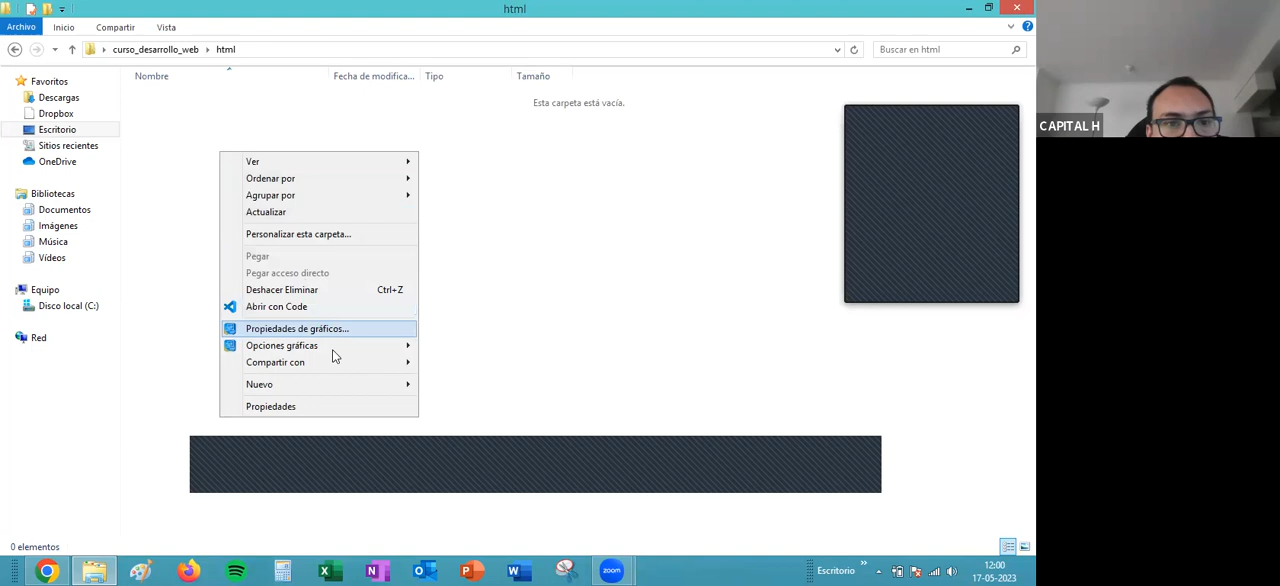 html
Archivo Inicio Compartir Vista
curso_desarrollo_web html Buscar en html
Nombre Fecha de modifica... Tipo Tamaño
Esta carpeta está vacía.
Favoritos
Descargas
Dropbox
Escritorio
Sitios recientes
OneDrive
Bibliotecas
Documentos
Imágenes
Música
Vídeos
Equipo
Disco local (C:)
Red
Ver
Ordenar por
Agrupar por
Actualizar
Personalizar esta carpeta...
Pegar
Pegar acceso directo
Deshacer Eliminar Ctrl+Z
Abrir con Code
Propiedades de gráficos...
Opciones gráficas
Compartir con
Nuevo
Propiedades
CAPITAL H
0 elementos
zoom
Escritorio
12:00
17-05-2023